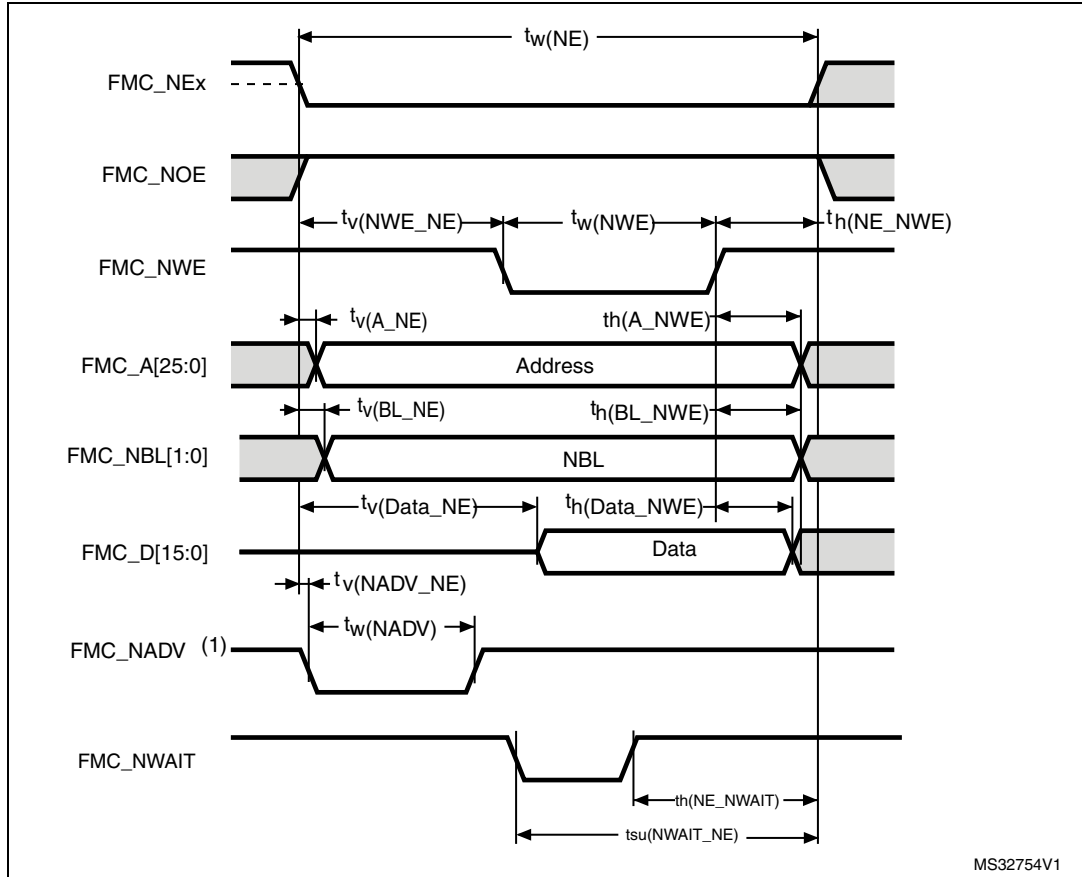 tw(NE)
FMC_NEx
FMC_NOE
tv(NWE_NE) tw(NWE) th(NE_NWE)
FMC_NWE
tv(A_NE) th(A_NWE)
FMC_A[25:0] Address
tv(BL_NE) th(BL_NWE)
FMC_NBL[1:0] NBL
tv(Data_NE) th(Data_NWE)
FMC_D[15:0] Data
tv(NADV_NE)
tw(NADV)
FMC_NADV (1)
FMC_NWAIT
th(NE_NWAIT)
tsu(NWAIT_NE)
MS32754V1